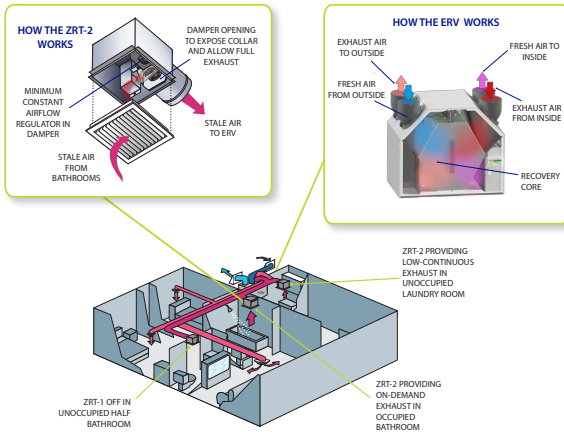 HOW THE ZRT-2
WORKS
DAMPER OPENING
TO EXPOSE COLLAR
AND ALLOW FULL
EXHAUST
MINIMUM
CONSTANT
AIRFLOW
REGULATOR IN
DAMPER
STALE AIR
TO ERV
STALE AIR
FROM
BATHROOMS
HOW THE ERV WORKS
EXHAUST AIR
TO OUTSIDE
FRESH AIR
FROM OUTSIDE
FRESH AIR TO
INSIDE
EXHAUST AIR
FROM INSIDE
RECOVERY
CORE
ZRT-2 PROVIDING
LOW-CONTINUOUS
EXHAUST IN
UNOCCUPIED
LAUNDRY ROOM
ZRT-1 OFF IN
UNOCCUPIED HALF
BATHROOM
ZRT-2 PROVIDING
ON-DEMAND
EXHAUST IN
OCCUPIED
BATHROOM